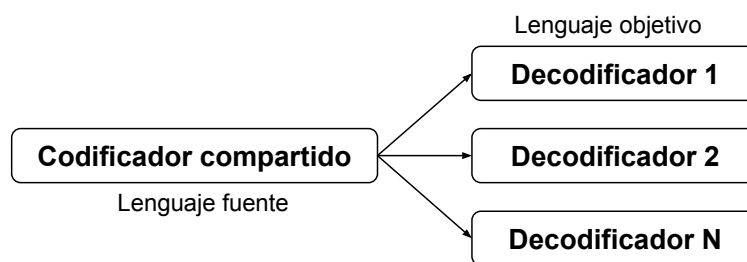 Lenguaje objetivo
Decodificador 1
Codificador compartido
Decodificador 2
Lenguaje fuente
Decodificador N